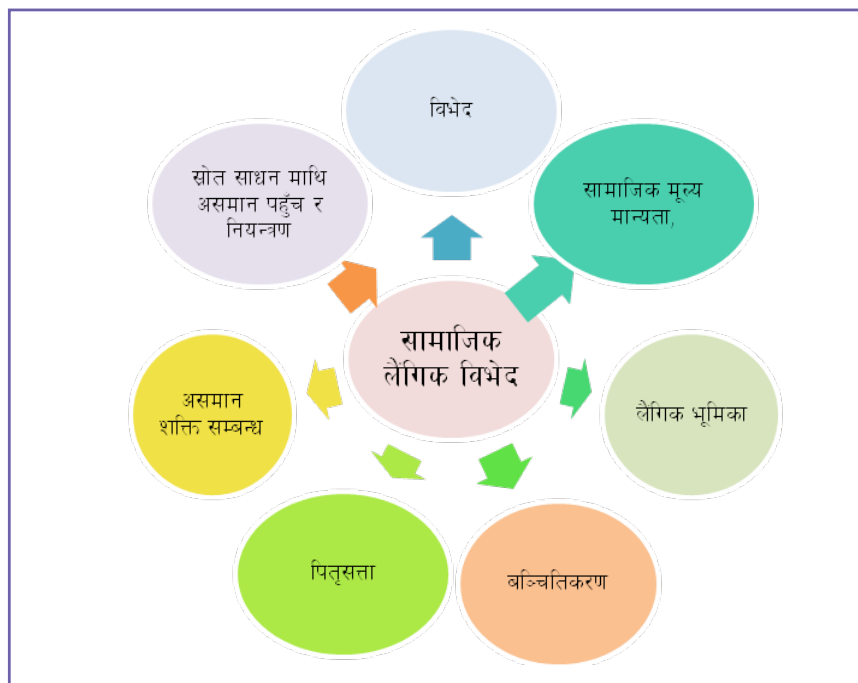 विभेद
सामाजिक मूल्य
मान्यता,
लैंगिक भूमिका
बञ्चितिकरण
पितृसत्ता
असमान
शक्ति सम्बन्ध
स्रोत साधन माथि
असमान पहुँच र
नियन्त्रण
सामाजिक
लैंगिक विभेद